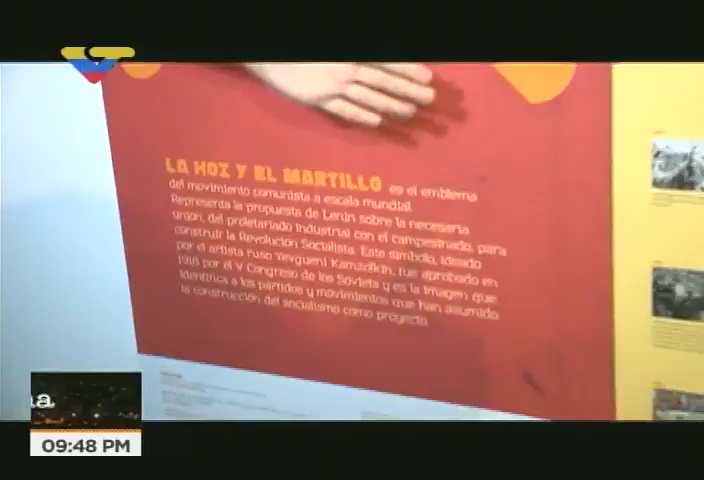 LA HOZ Y EL MARTILLO es el emblema
del movimiento comunista a escala mundial.
Representa la propuesta de Lenin sobre la necesaria
unión, del proletariado industrial con el campesinado, para
construir la Revolución Socialista. Este símbolo, ideado
por el artista ruso Yevgueni Kamzolkin, fue aprobado en
1918 por el V Congreso de los Soviets y es la imagen que
identifica a los partidos y movimientos que han asumido
la construcción del socialismo como proyecto.
a
09:48 PM